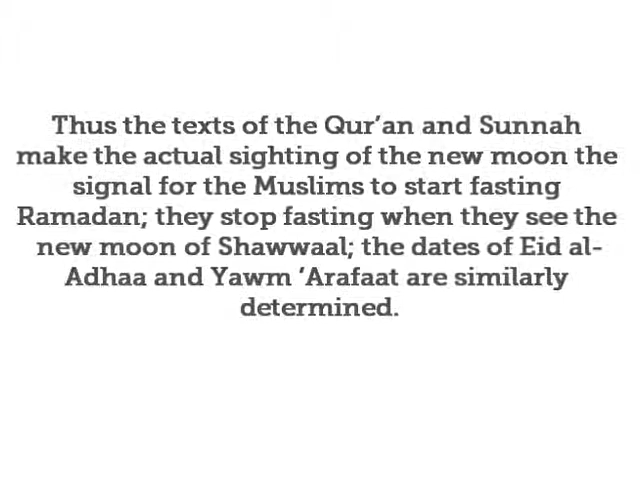 Thus the texts of the Qur’an and Sunnah
make the actual sighting of the new moon the
signal for the Muslims to start fasting
Ramadan; they stop fasting when they see the
new moon of Shawwaal; the dates of Eid al-
Adhaa and Yawm ‘Arafaat are similarly
determined.